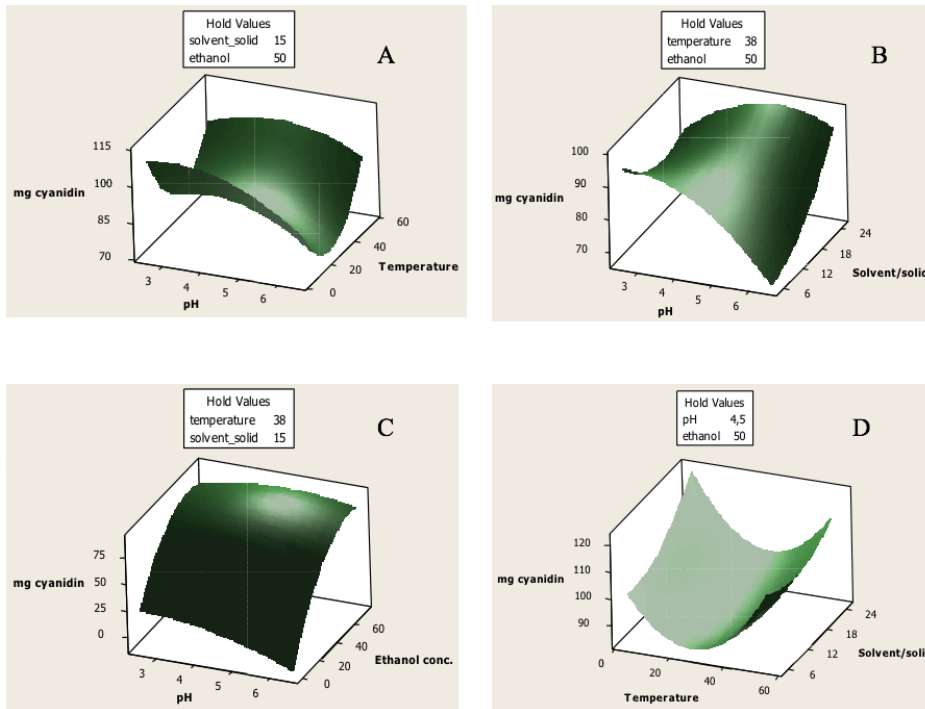 Hold Values
solvent_solid 15
ethanol 50
A
115
100
85
70
mg cyanidin
3
4
5
6
pH
0
20
40
60
Temperature
Hold Values
temperature 38
ethanol 50
B
100
90
80
70
mg cyanidin
3
4
5
6
pH
6
12
18
24
Solvent/solid
Hold Values
temperature 38
solvent_solid 15
C
75
50
25
0
mg cyanidin
3
4
5
6
pH
0
20
40
60
Ethanol conc.
Hold Values
pH 4,5
ethanol 50
D
120
110
100
90
mg cyanidin
0
20
40
60
Temperature
6
12
18
24
Solvent/solid